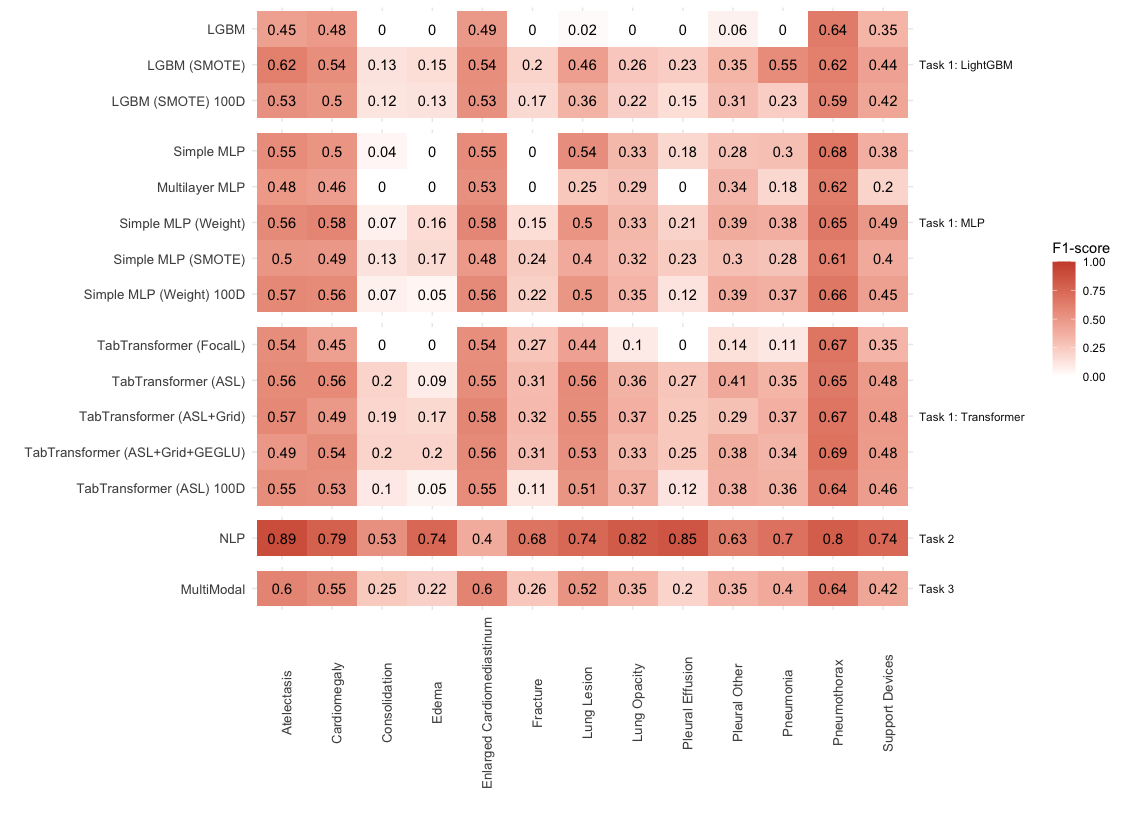 LGBM 0.45 0.48 0 0 0.49 0 0.02 0 0 0.06 0 0.64 0.35
LGBM (SMOTE) 0.62 0.54 0.13 0.15 0.54 0.2 0.46 0.26 0.23 0.35 0.55 0.62 0.44 Task 1: LightGBM
LGBM (SMOTE) 100D 0.53 0.5 0.12 0.13 0.53 0.17 0.36 0.22 0.15 0.31 0.23 0.59 0.42
Simple MLP 0.55 0.5 0.04 0 0.55 0 0.54 0.33 0.18 0.28 0.3 0.68 0.38
Multilayer MLP 0.48 0.46 0 0 0.53 0 0.25 0.29 0 0.34 0.18 0.62 0.2
Simple MLP (Weight) 0.56 0.58 0.07 0.16 0.58 0.15 0.5 0.33 0.21 0.39 0.38 0.65 0.49 Task 1: MLP
Simple MLP (SMOTE) 0.5 0.49 0.13 0.17 0.48 0.24 0.4 0.32 0.23 0.3 0.28 0.61 0.4
Simple MLP (Weight) 100D 0.57 0.56 0.07 0.05 0.56 0.22 0.5 0.35 0.12 0.39 0.37 0.66 0.45
TabTransformer (FocalL) 0.54 0.45 0 0 0.54 0.27 0.44 0.1 0 0.14 0.11 0.67 0.35
TabTransformer (ASL) 0.56 0.56 0.2 0.09 0.55 0.31 0.56 0.36 0.27 0.41 0.35 0.65 0.48
TabTransformer (ASL+Grid) 0.57 0.49 0.19 0.17 0.58 0.32 0.55 0.37 0.25 0.29 0.37 0.67 0.48 Task 1: Transformer
TabTransformer (ASL+Grid+GEGLU) 0.49 0.54 0.2 0.2 0.56 0.31 0.53 0.33 0.25 0.38 0.34 0.69 0.48
TabTransformer (ASL) 100D 0.55 0.53 0.1 0.05 0.55 0.11 0.51 0.37 0.12 0.38 0.36 0.64 0.46
NLP 0.89 0.79 0.53 0.74 0.4 0.68 0.74 0.82 0.85 0.63 0.7 0.8 0.74 Task 2
MultiModal 0.6 0.55 0.25 0.22 0.6 0.26 0.52 0.35 0.2 0.35 0.4 0.64 0.42 Task 3
Atelectasis
Cardiomegaly
Consolidation
Edema
Enlarged Cardiomediastinum
Fracture
Lung Lesion
Lung Opacity
Pleural Effusion
Pleural Other
Pneumonia
Pneumothorax
Support Devices
F1-score
1.00
0.75
0.50
0.25
0.00